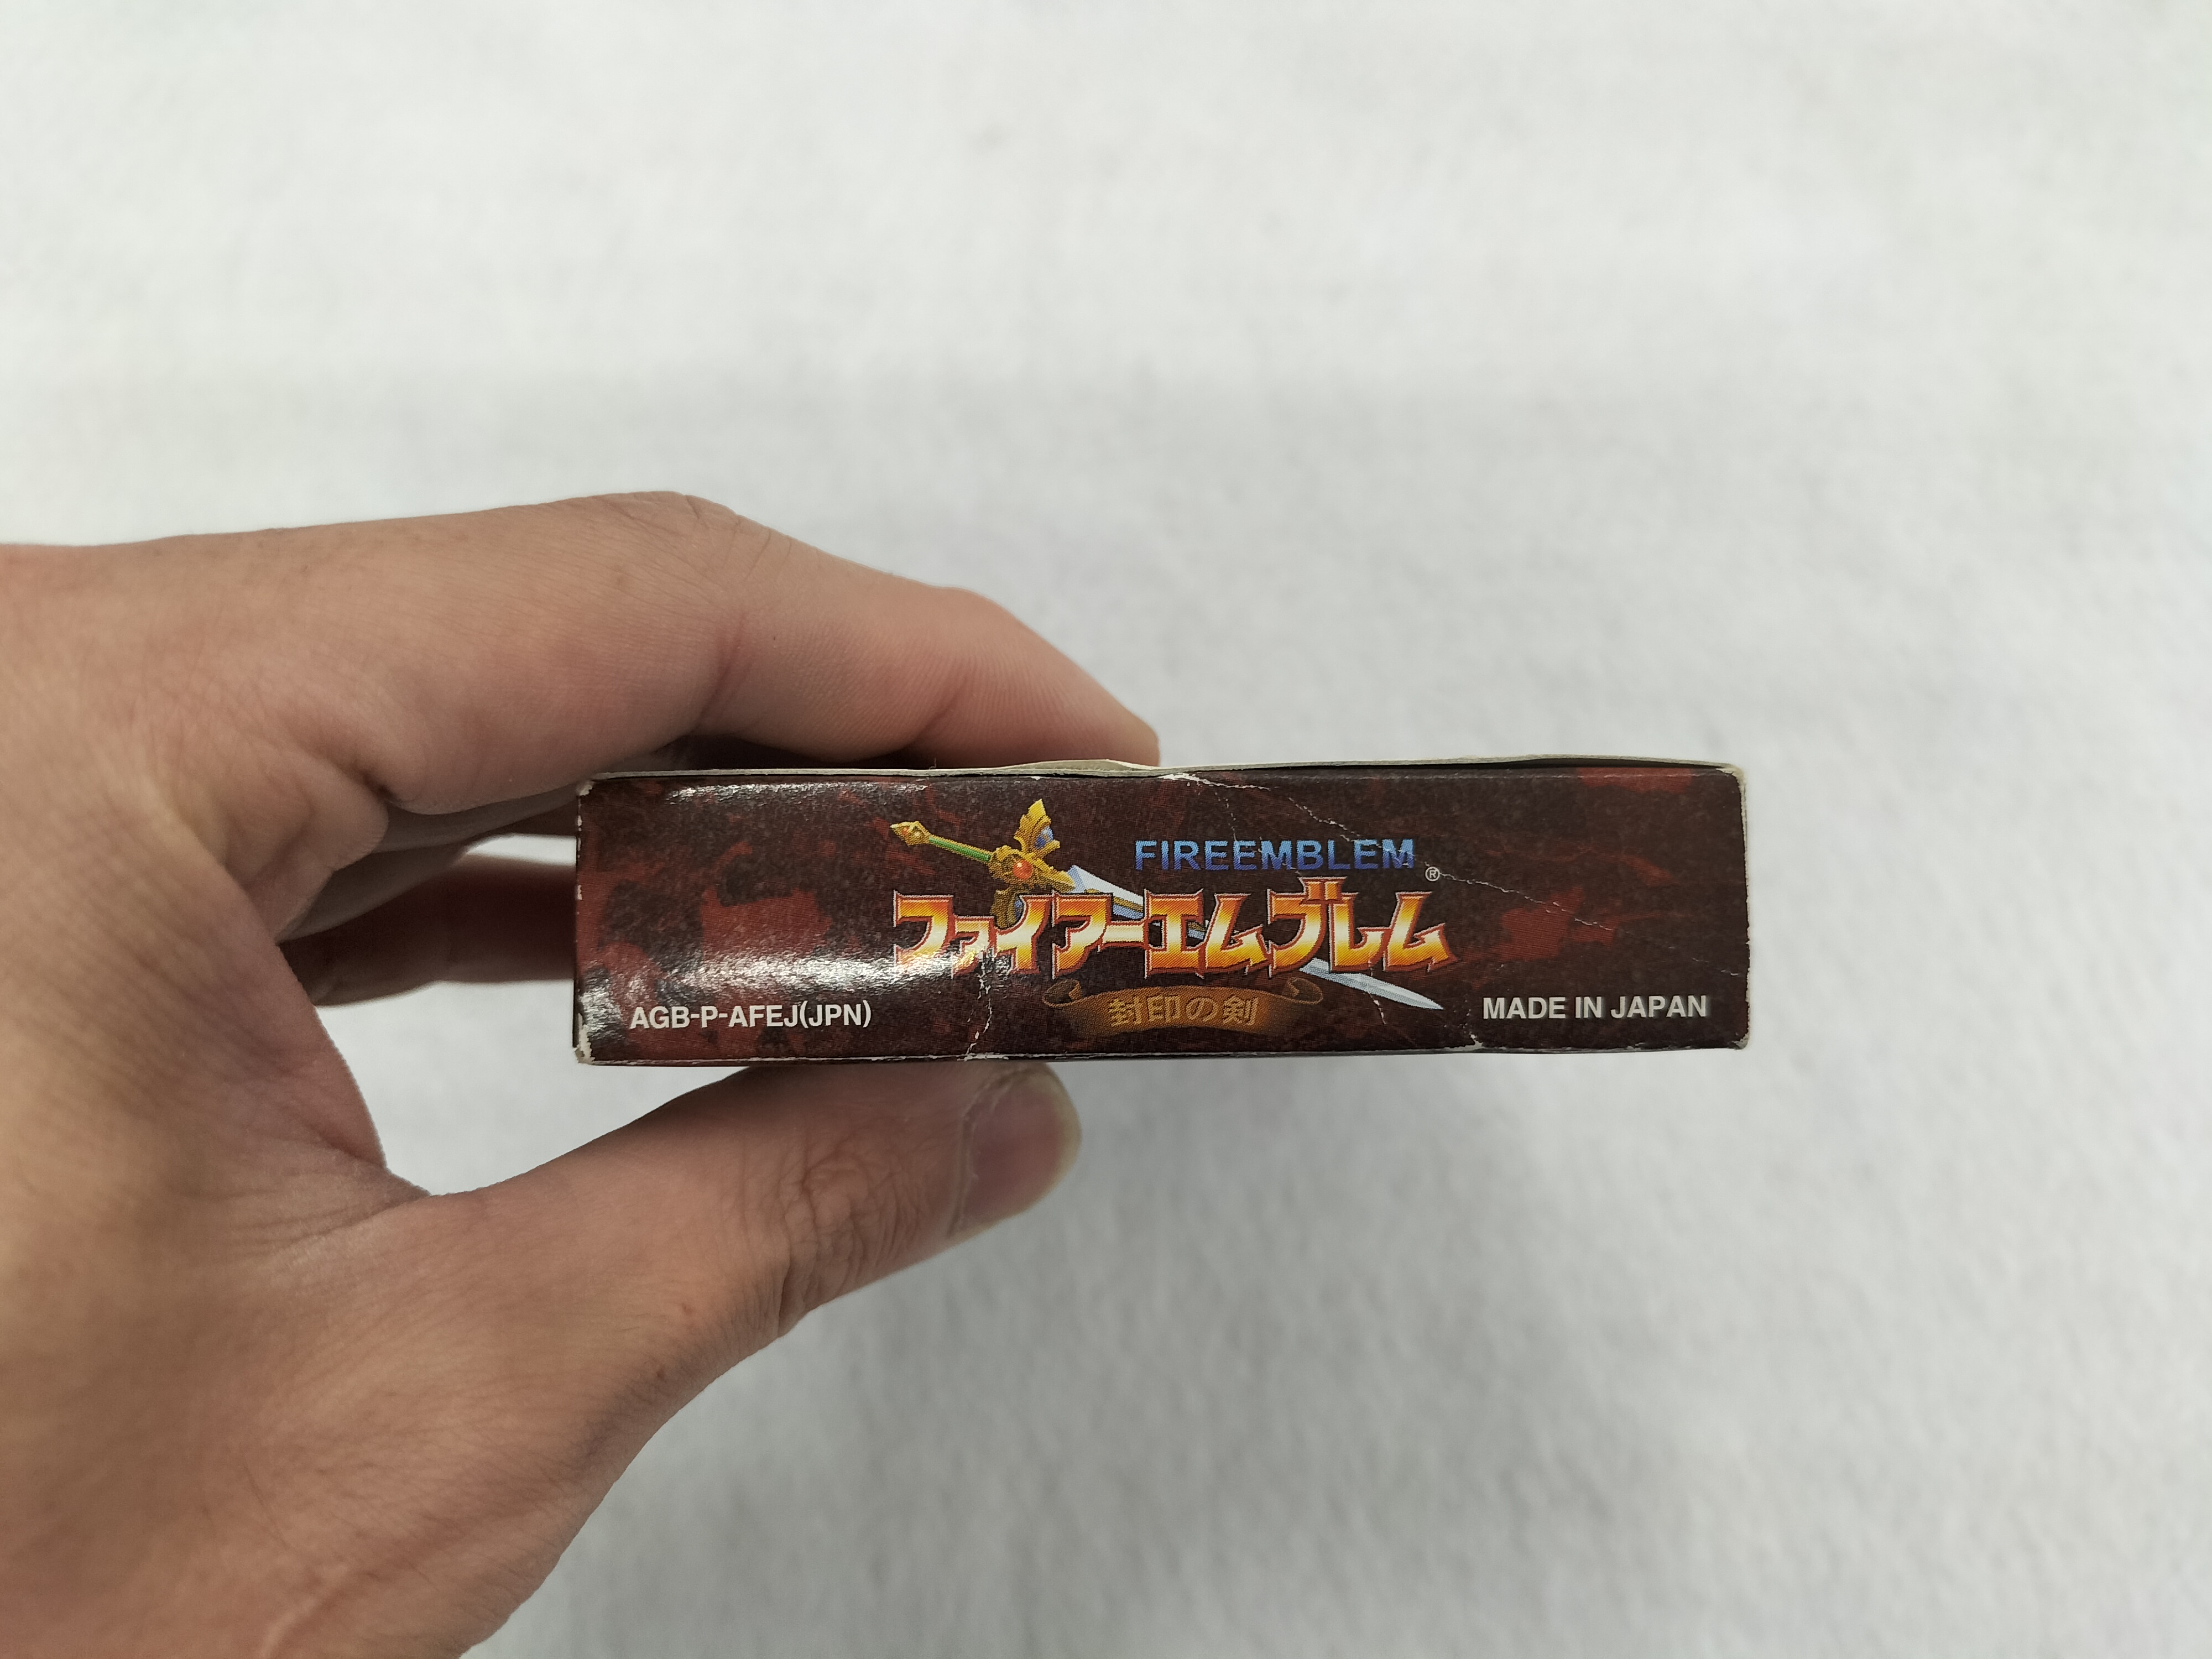 FIREEMBLEM
ファイアーエムブレム®
封印の剣
AGB-P-AFEJ(JPN)
MADE IN JAPAN